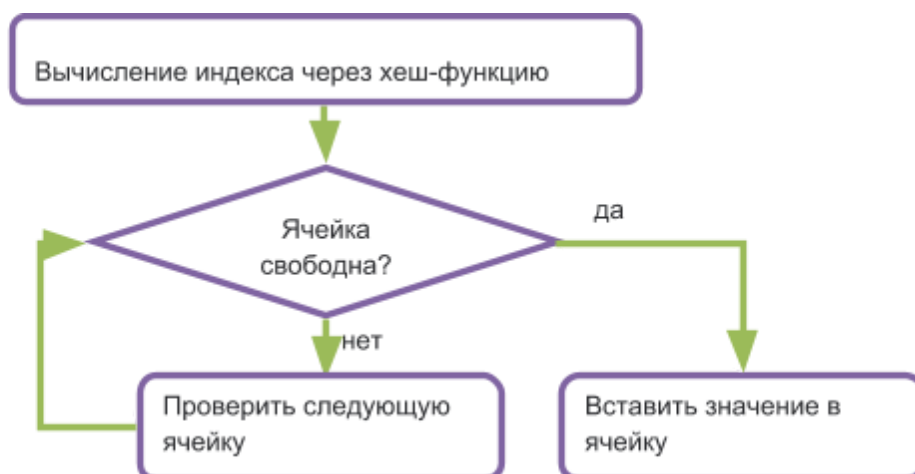 Вычисление индекса через хеш-функцию
Ячейка
свободна?
да
нет
Проверить следующую
ячейку
Вставить значение в
ячейку